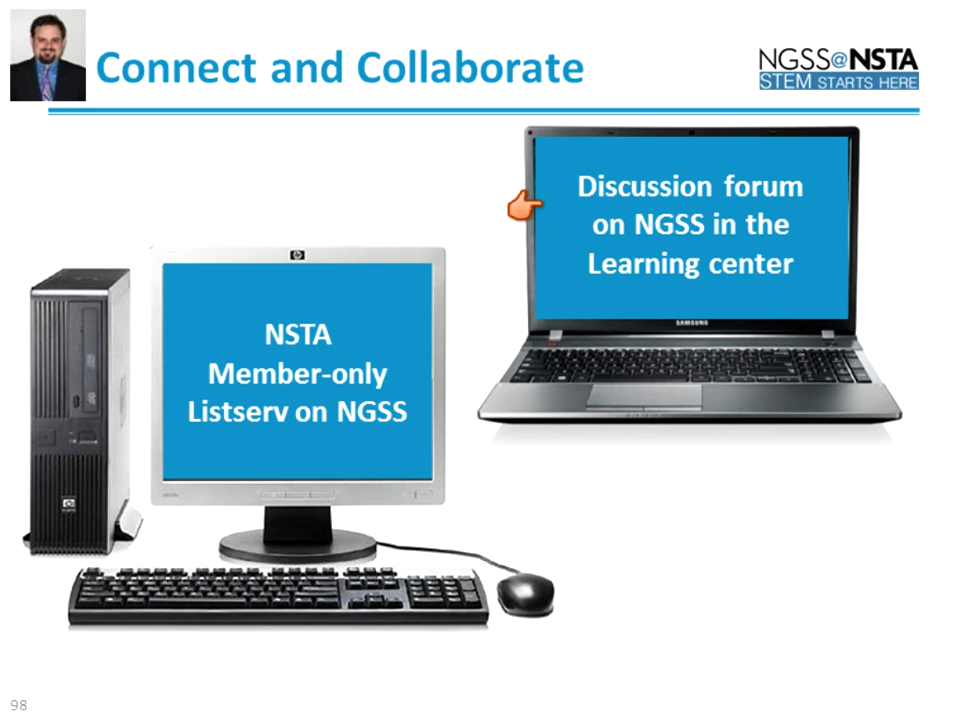 Connect and Collaborate
NGSS@NSTA
STEM STARTS HERE
Discussion forum
on NGSS in the
Learning center
SAMSUNG
NSTA
Member-only
Listserv on NGSS
98